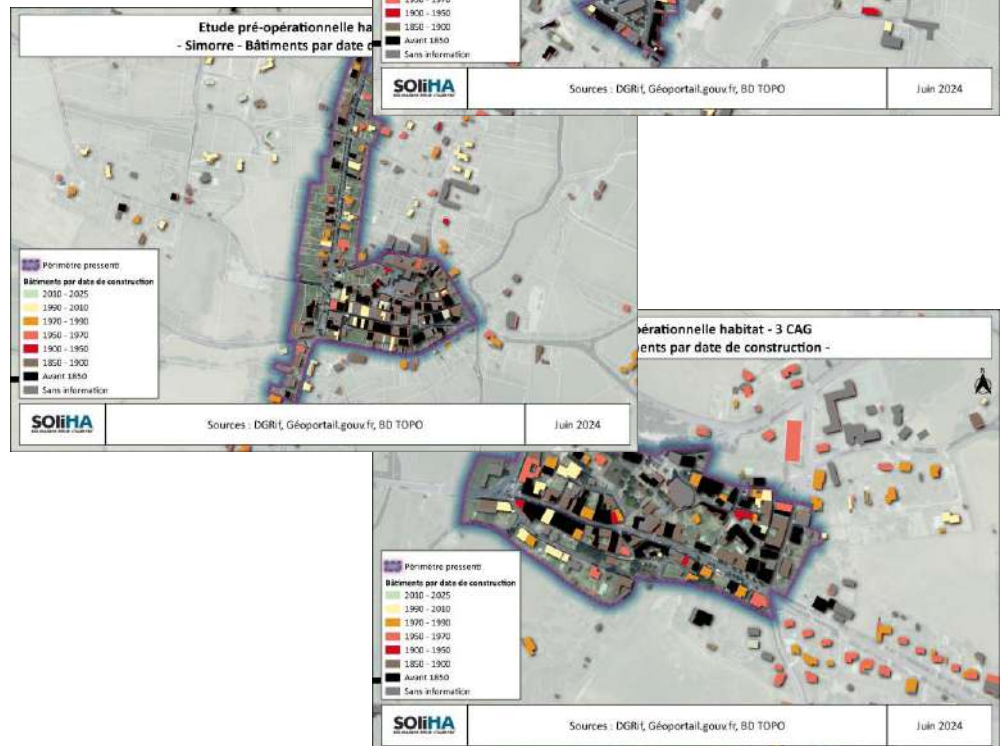 1900 - 1950
1850 - 1900
Avant 1850
Sans information
SOliHA
Sources : DGRif, Géoportail.gouv.fr, BD TOPO
Juin 2024
Etude pré-opérationnelle ha
- Simorre - Bâtiments par date
Périmètre pressenti
Bâtiments par date de construction
2010 - 2025
1990 - 2010
1970 - 1990
1950 - 1970
1900 - 1950
1850 - 1900
Avant 1850
Sans information
SOliHA
Sources : DGRif, Géoportail.gouv.fr, BD TOPO
Juin 2024
pérationnelle habitat - 3 CAG
ents par date de construction -
Périmètre pressenti
Bâtiments par date de construction
2010 - 2025
1990 - 2010
1970 - 1990
1950 - 1970
1900 - 1950
1850 - 1900
Avant 1850
Sans information
SOliHA
Sources : DGRif, Géoportail.gouv.fr, BD TOPO
Juin 2024